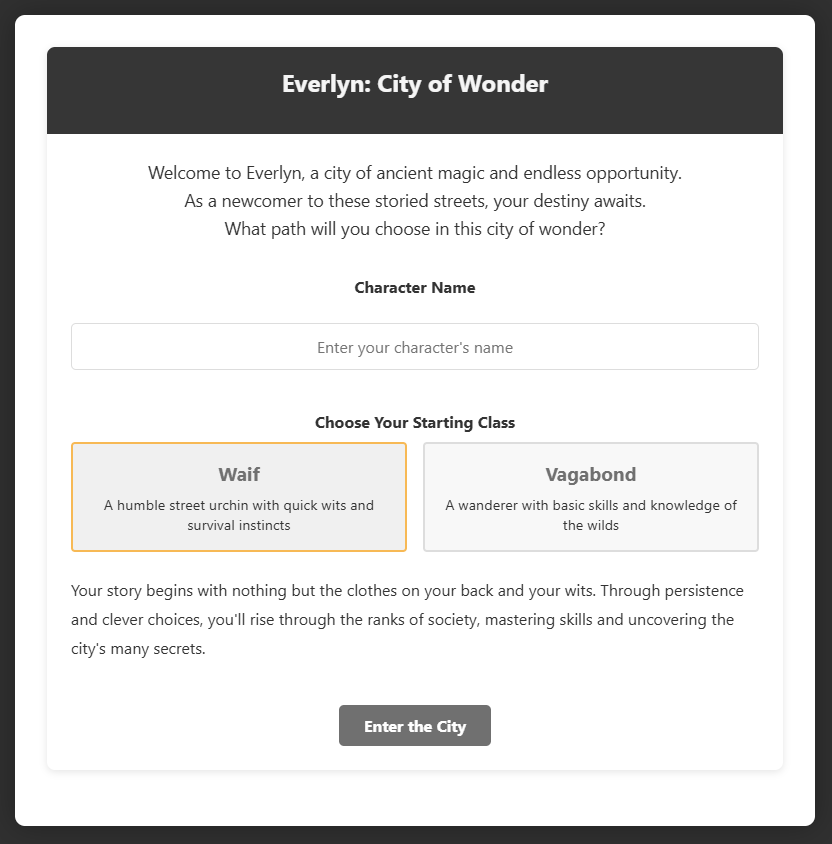 Everlyn: City of Wonder
Welcome to Everlyn, a city of ancient magic and endless opportunity.
As a newcomer to these storied streets, your destiny awaits.
What path will you choose in this city of wonder?
Character Name
Enter your character's name
Choose Your Starting Class
Waif
A humble street urchin with quick wits and
survival instincts
Vagabond
A wanderer with basic skills and knowledge of
the wilds
Your story begins with nothing but the clothes on your back and your wits. Through persistence
and clever choices, you'll rise through the ranks of society, mastering skills and uncovering the
city's many secrets.
Enter the City